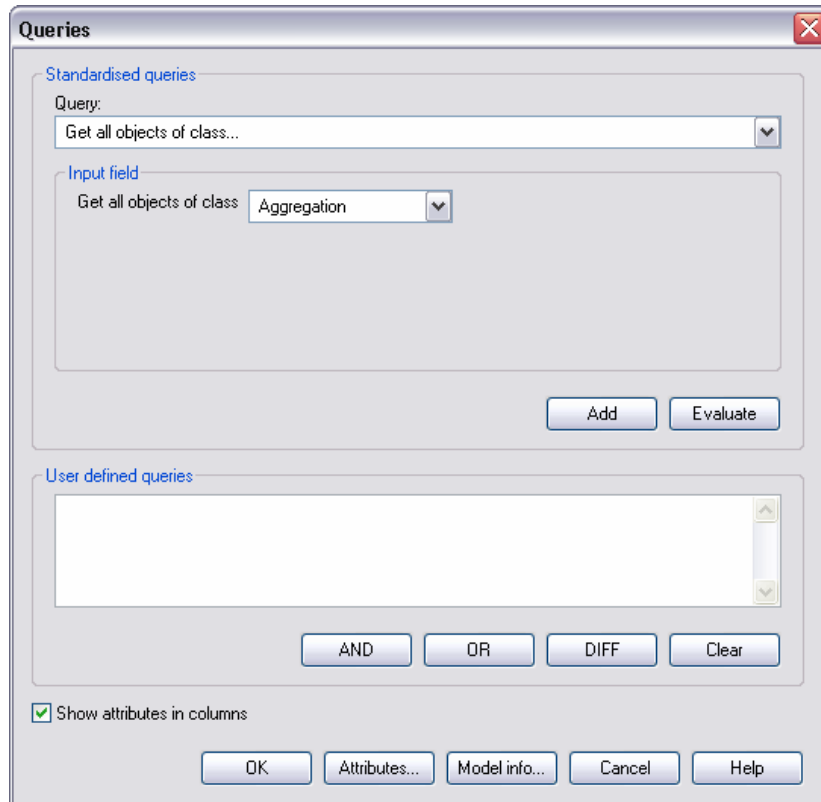 Queries
Standardised queries
Query:
Get all objects of class...
Input field
Get all objects of class Aggregation
Add Evaluate
User defined queries
AND OR DIFF Clear
Show attributes in columns
OK Attributes... Model info... Cancel Help